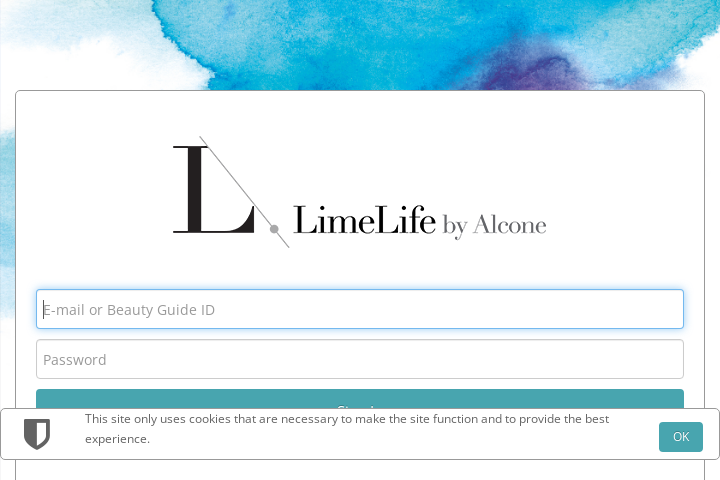 L
LimeLife by Alcone
E-mail or Beauty Guide ID
Password
This site only uses cookies that are necessary to make the site function and to provide the best
experience.
OK